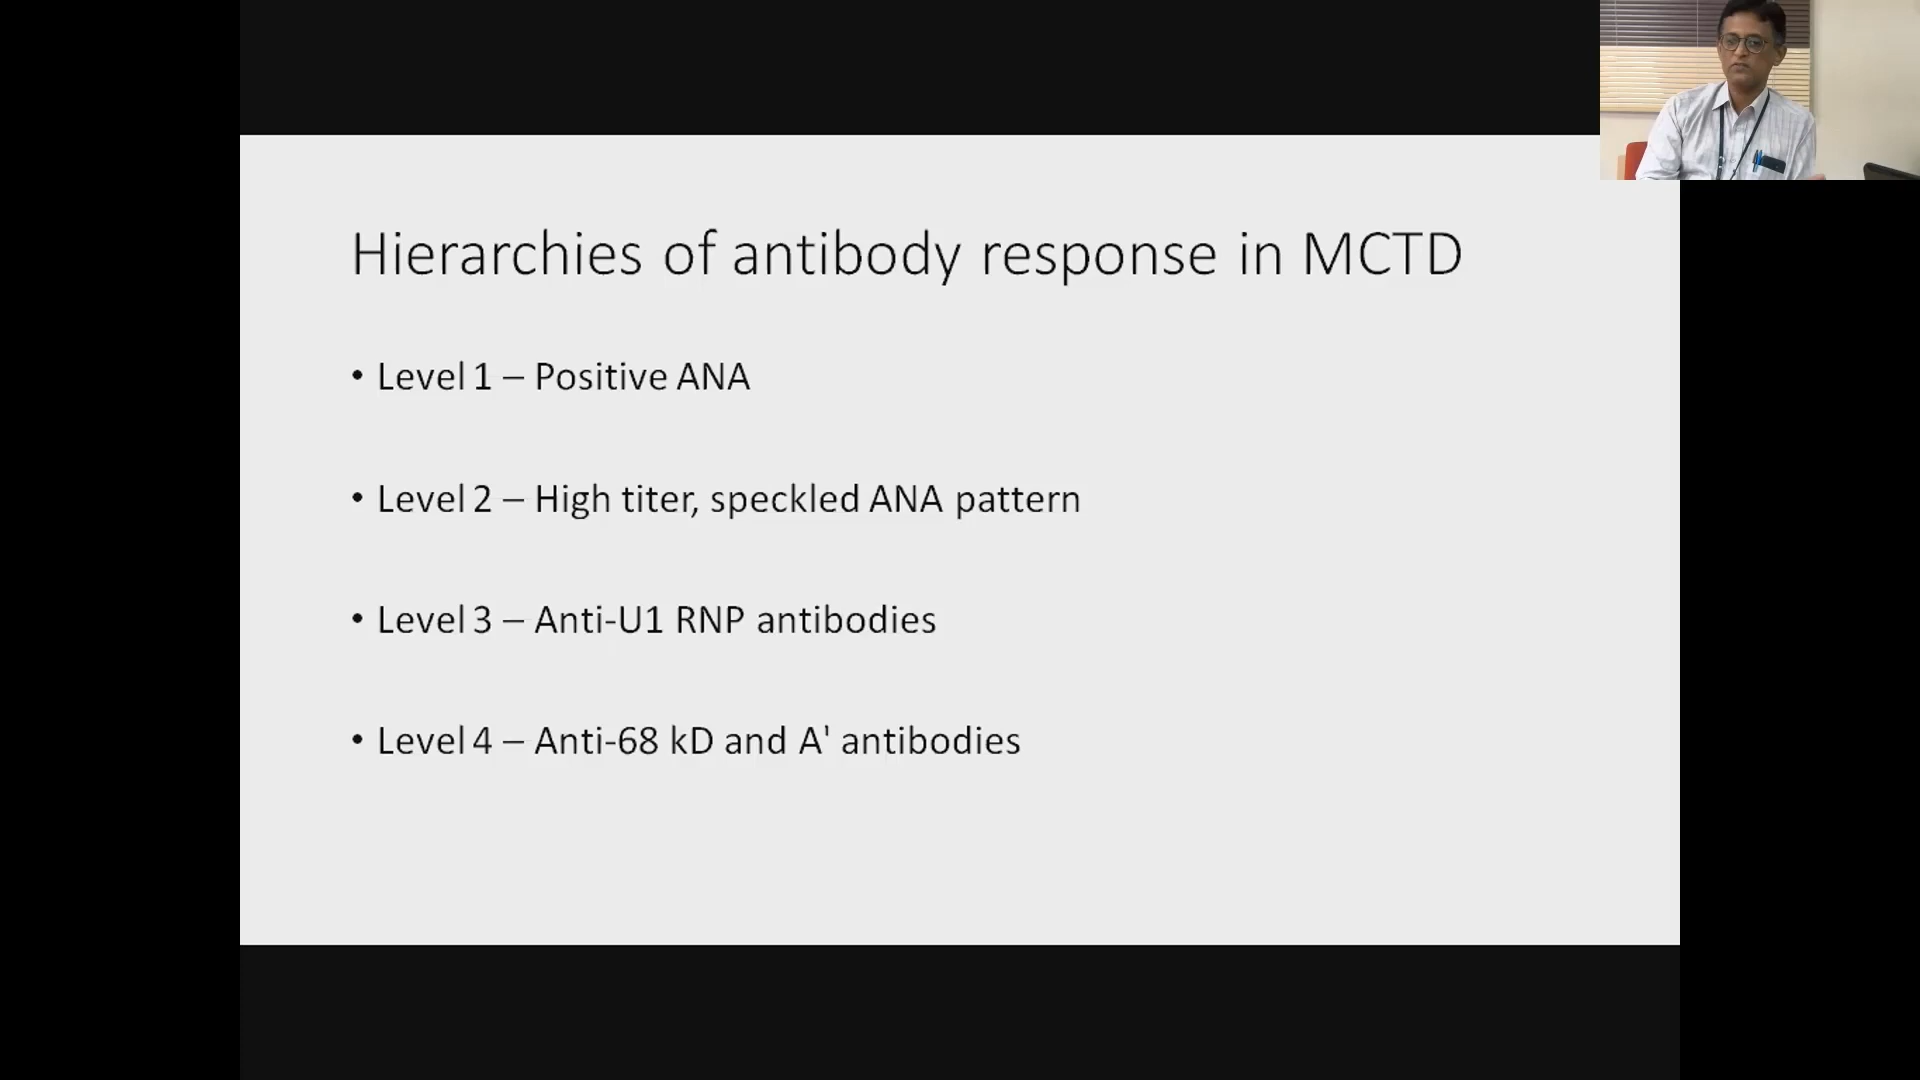 Hierarchies of antibody response in MCTD
• Level 1 – Positive ANA
• Level 2 – High titer, speckled ANA pattern
• Level 3 – Anti-U1 RNP antibodies
• Level 4 – Anti-68 kD and A' antibodies